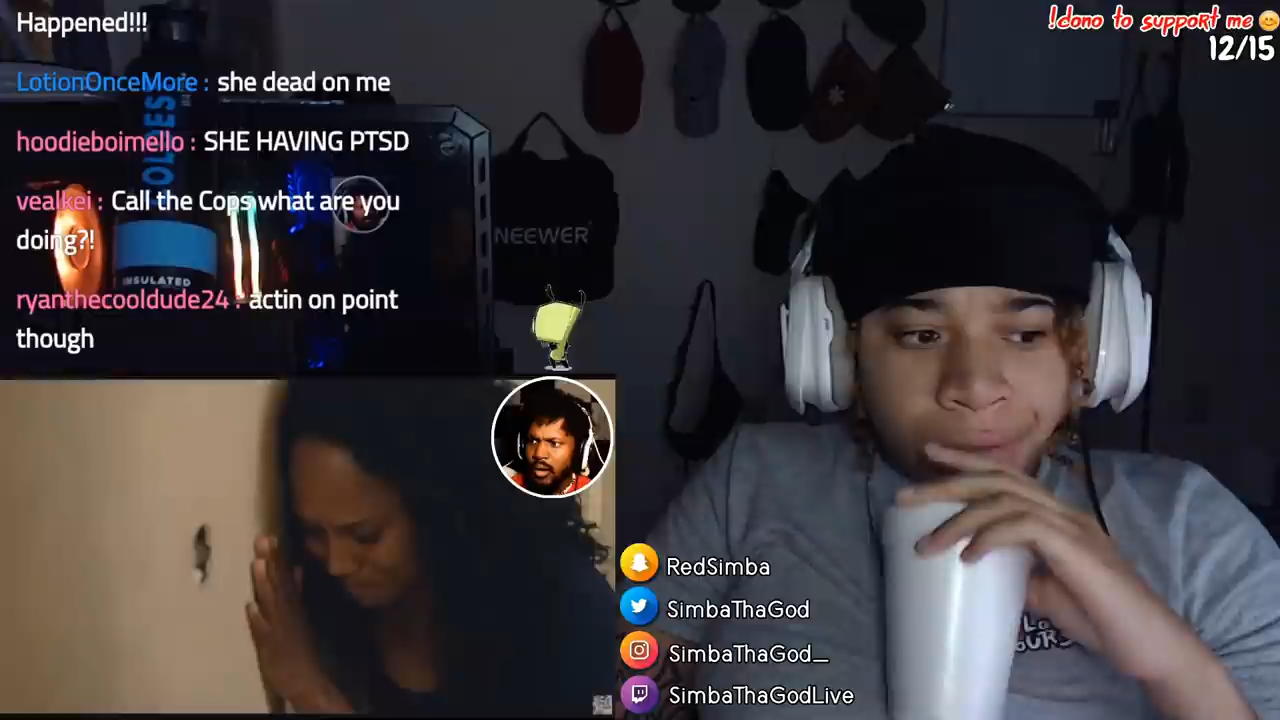 Happened!!!
LotionOnceMore : she dead on me
hoodieboimello : SHE HAVING PTSD
vealkei : Call the Cops what are you
doing?!
ryanthecooldude24 : actin on point
though
INSULATED
NEEWER
!dono to support me
12/15
RedSimba
SimbaThaGod
SimbaThaGod_
SimbaThaGodLive